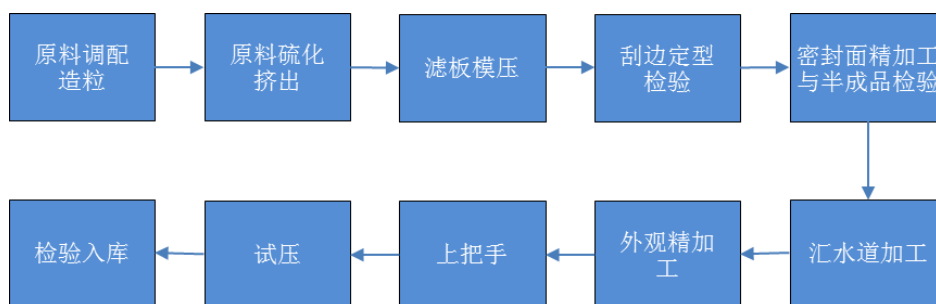 原料调配
造粒
原料硫化
挤出
滤板模压
刮边定型
检验
密封面精加工
与半成品检验
汇水道加工
外观精加
工
上把手
试压
检验入库